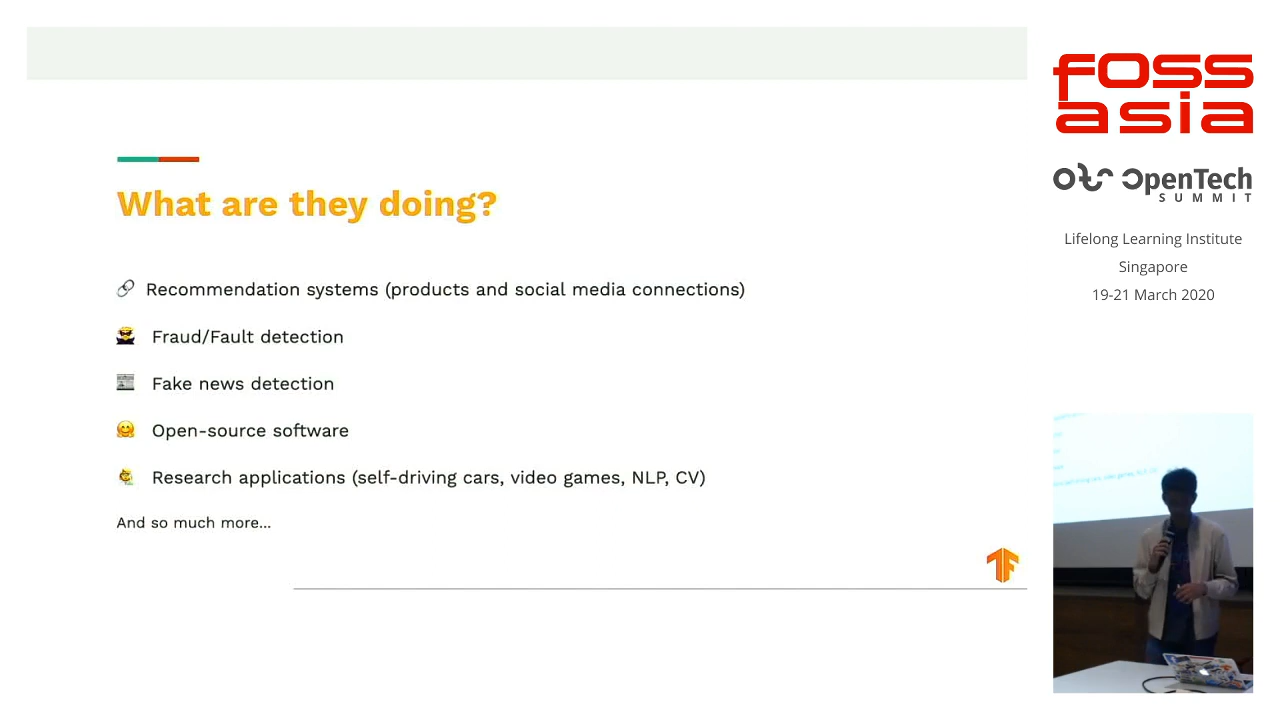 What are they doing?
Recommendation systems (products and social media connections)
Fraud/Fault detection
Fake news detection
Open-source software
Research applications (self-driving cars, video games, NLP, CV)
And so much more...
foss
asia
OpenTech
SUMMIT
Lifelong Learning Institute
Singapore
19-21 March 2020